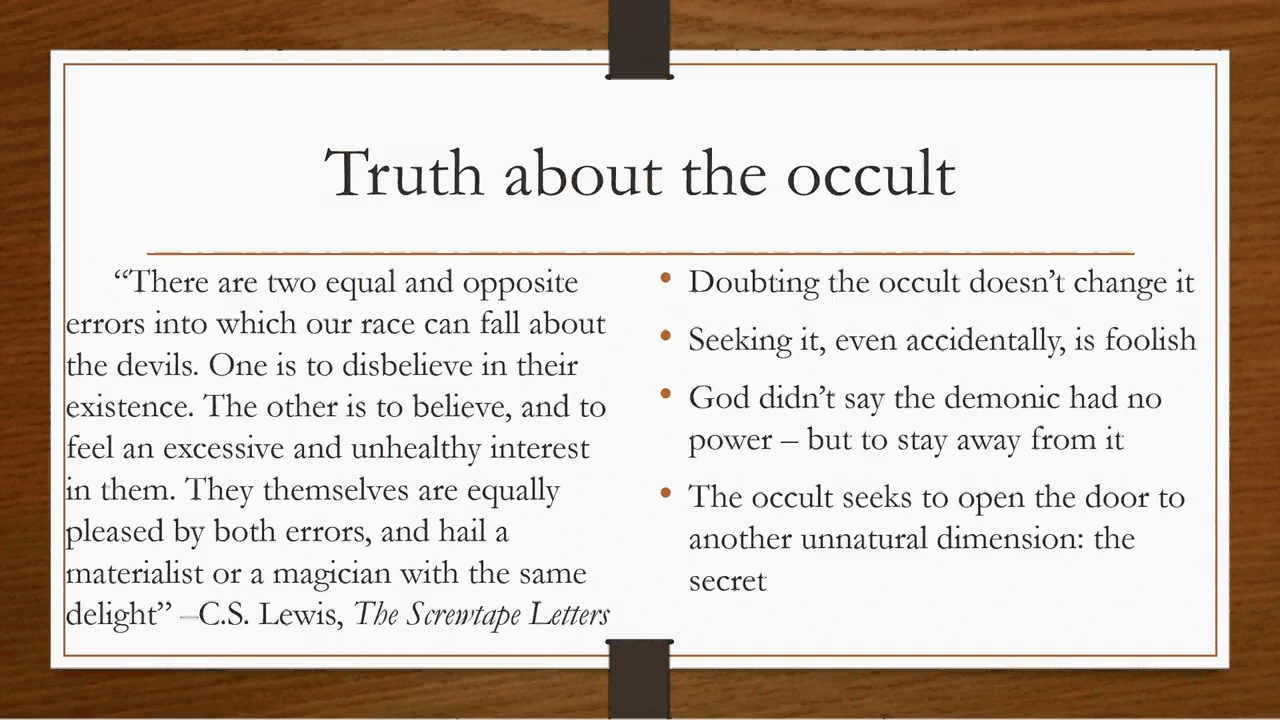 Truth about the occult
“There are two equal and opposite
errors into which our race can fall about
the devils. One is to disbelieve in their
existence. The other is to believe, and to
feel an excessive and unhealthy interest
in them. They themselves are equally
pleased by both errors, and hail a
materialist or a magician with the same
delight” –C.S. Lewis, The Screwtape Letters
• Doubting the occult doesn’t change it
• Seeking it, even accidentally, is foolish
• God didn’t say the demonic had no
power – but to stay away from it
• The occult seeks to open the door to
another unnatural dimension: the
secret